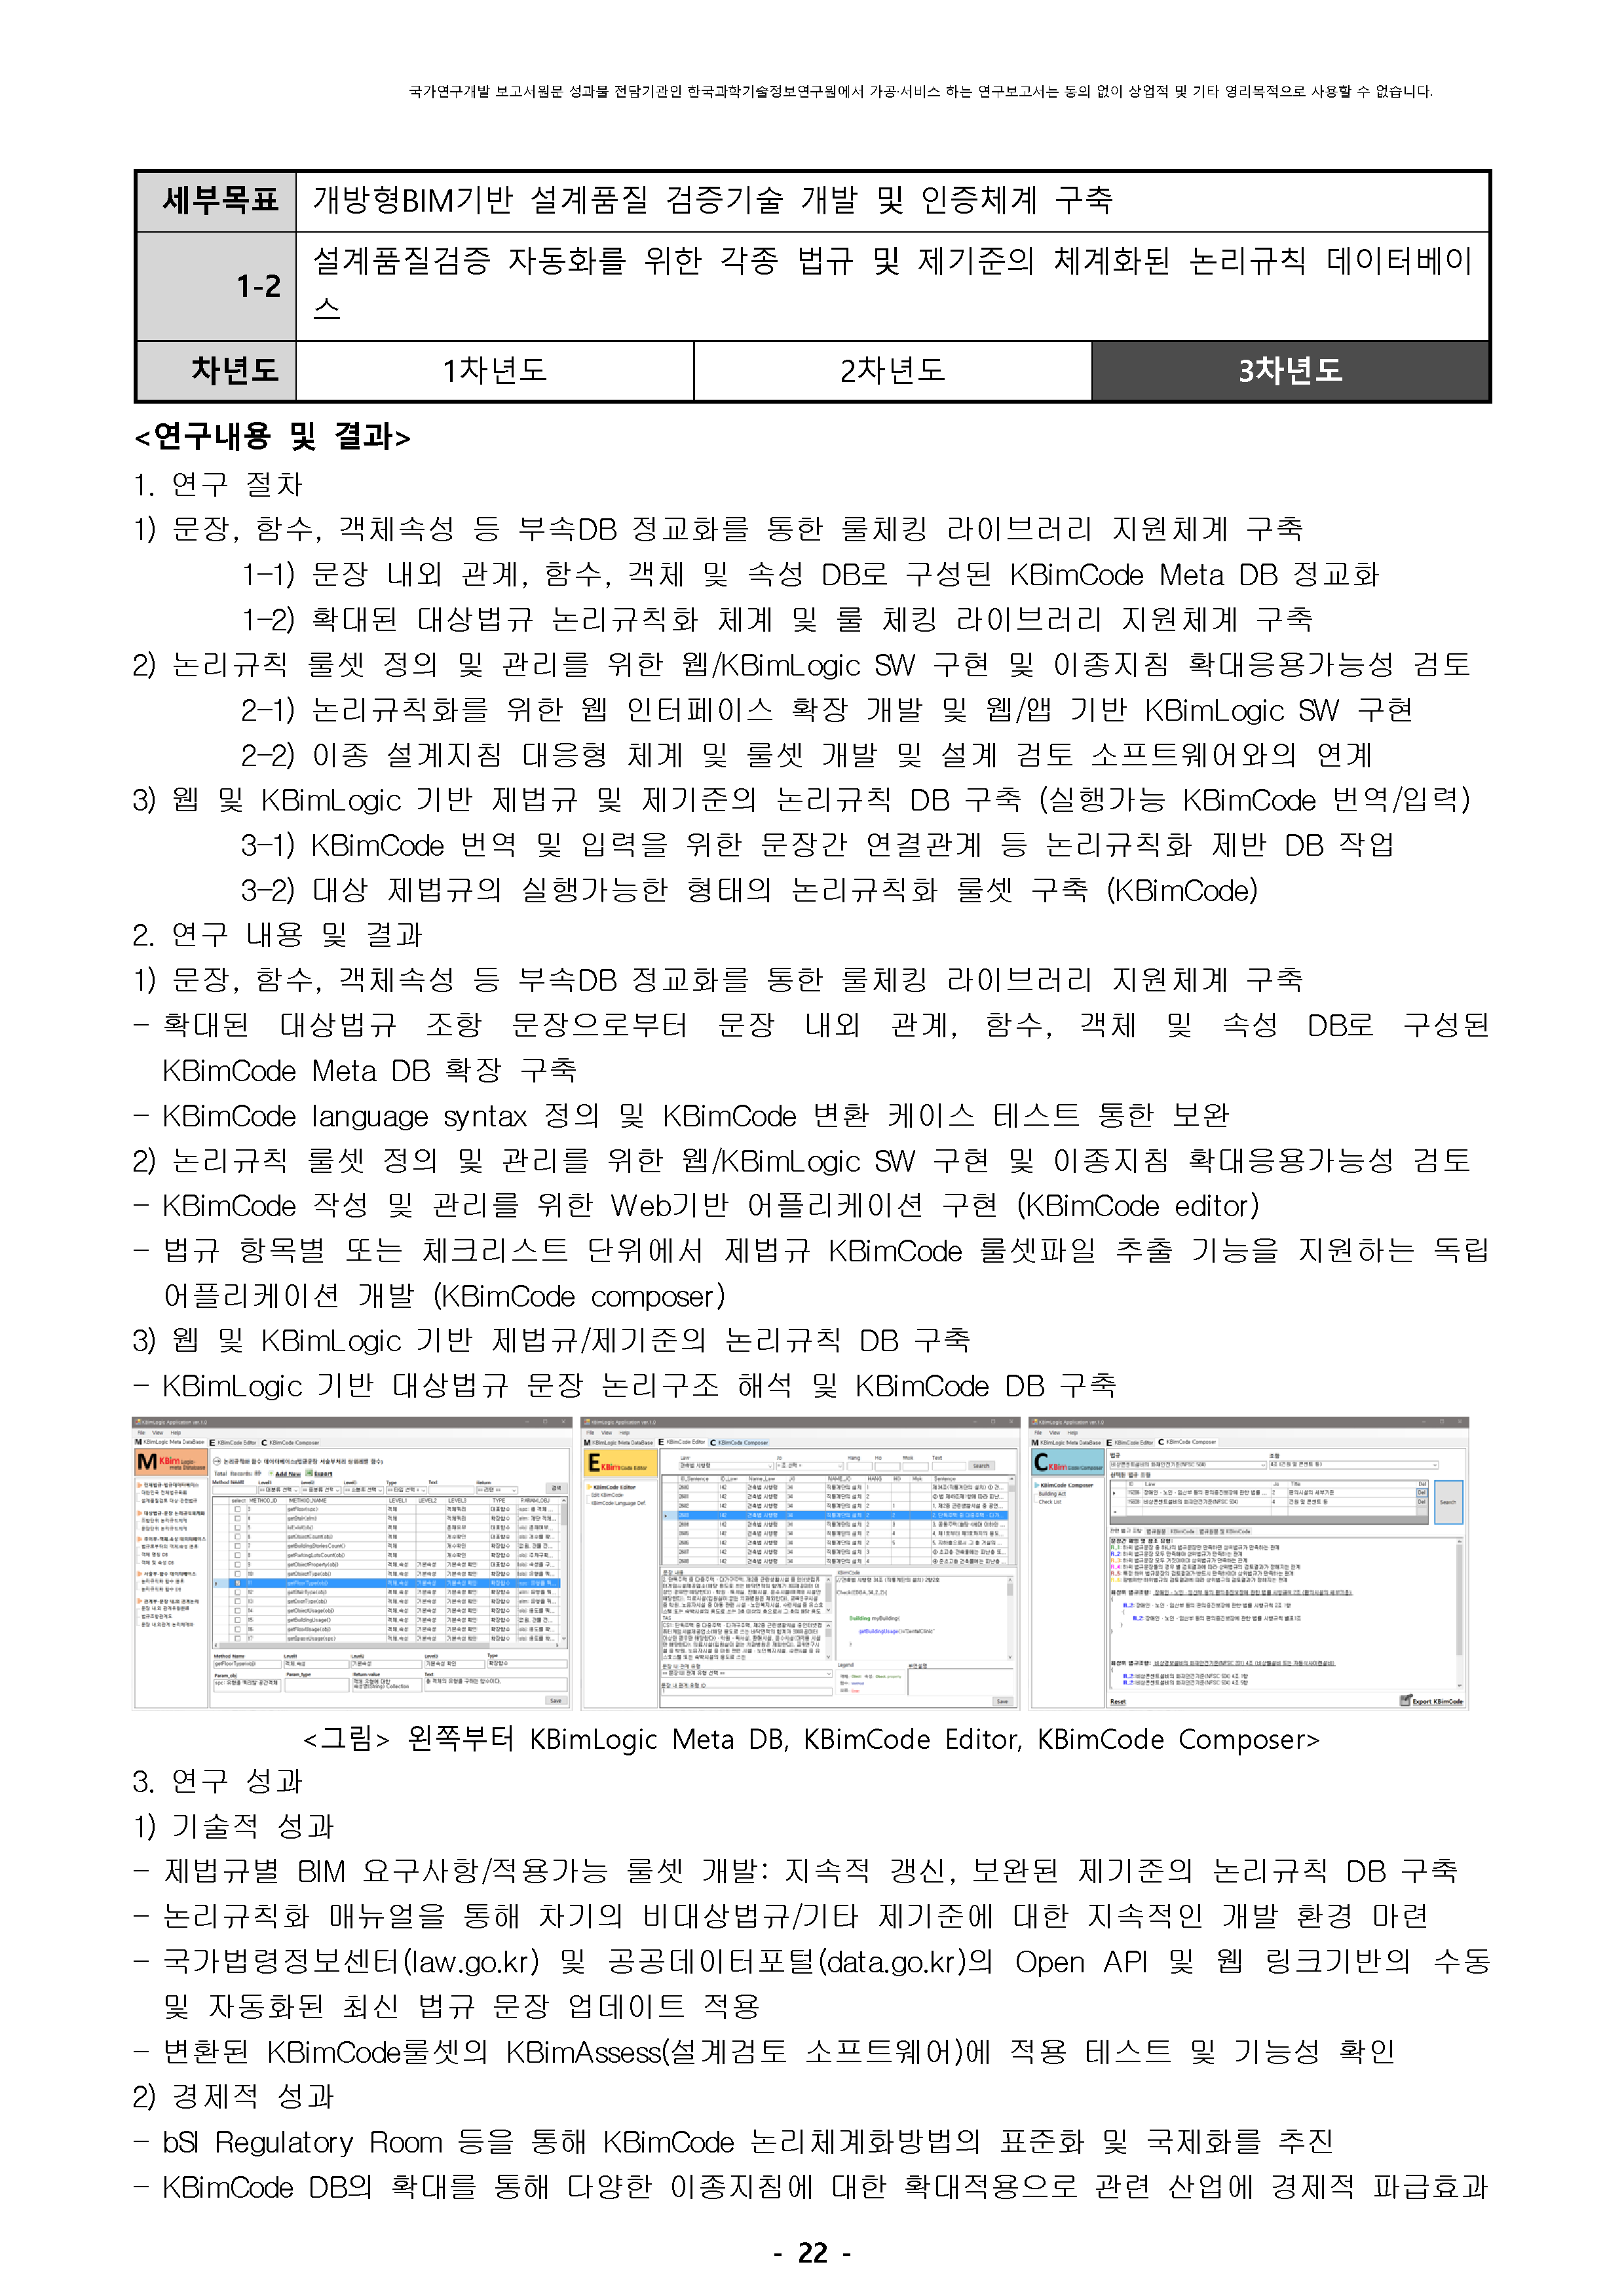 국가연구개발 보고서원문 성과물 전담기관인 한국과학기술정보연구원에서 가공·서비스 하는 연구보고서는 동의 없이 상업적 및 기타 영리목적으로 사용할 수 없습니다.
세부목표 개방형BIM기반 설계품질 검증기술 개발 및 인증체계 구축
1-2 설계품질검증 자동화를 위한 각종 법규 및 제기준의 체계화된 논리규칙 데이터베이
스
차년도 1차년도 2차년도 3차년도
<연구내용 및 결과>
1. 연구 절차
1) 문장, 함수, 객체속성 등 부속DB 정교화를 통한 룰체킹 라이브러리 지원체계 구축
1-1) 문장 내외 관계, 함수, 객체 및 속성 DB로 구성된 KBimCode Meta DB 정교화
1-2) 확대된 대상법규 논리규칙화 체계 및 룰 체킹 라이브러리 지원체계 구축
2) 논리규칙 룰셋 정의 및 관리를 위한 웹/KBimLogic SW 구현 및 이종지침 확대응용가능성 검토
2-1) 논리규칙화를 위한 웹 인터페이스 확장 개발 및 웹/앱 기반 KBimLogic SW 구현
2-2) 이종 설계지침 대응형 체계 및 룰셋 개발 및 설계 검토 소프트웨어와의 연계
3) 웹 및 KBimLogic 기반 제법규 및 제기준의 논리규칙 DB 구축 (실행가능 KBimCode 번역/입력)
3-1) KBimCode 번역 및 입력을 위한 문장간 연결관계 등 논리규칙화 제반 DB 작업
3-2) 대상 제법규의 실행가능한 형태의 논리규칙화 룰셋 구축 (KBimCode)
2. 연구 내용 및 결과
1) 문장, 함수, 객체속성 등 부속DB 정교화를 통한 룰체킹 라이브러리 지원체계 구축
- 확대된 대상법규 조항 문장으로부터 문장 내외 관계, 함수, 객체 및 속성 DB로 구성된
KBimCode Meta DB 확장 구축
- KBimCode language syntax 정의 및 KBimCode 변환 케이스 테스트 통한 보완
2) 논리규칙 룰셋 정의 및 관리를 위한 웹/KBimLogic SW 구현 및 이종지침 확대응용가능성 검토
- KBimCode 작성 및 관리를 위한 Web기반 어플리케이션 구현 (KBimCode editor)
- 법규 항목별 또는 체크리스트 단위에서 제법규 KBimCode 룰셋파일 추출 기능을 지원하는 독립
어플리케이션 개발 (KBimCode composer)
3) 웹 및 KBimLogic 기반 제법규/제기준의 논리규칙 DB 구축
- KBimLogic 기반 대상법규 문장 논리구조 해석 및 KBimCode DB 구축
<그림> 왼쪽부터 KBimLogic Meta DB, KBimCode Editor, KBimCode Composer>
3. 연구 성과
1) 기술적 성과
- 제법규별 BIM 요구사항/적용가능 룰셋 개발: 지속적 갱신, 보완된 제기준의 논리규칙 DB 구축
- 논리규칙화 매뉴얼을 통해 차기의 비대상법규/기타 제기준에 대한 지속적인 개발 환경 마련
- 국가법령정보센터(law.go.kr) 및 공공데이터포털(data.go.kr)의 Open API 및 웹 링크기반의 수동
및 자동화된 최신 법규 문장 업데이트 적용
- 변환된 KBimCode룰셋의 KBimAssess(설계검토 소프트웨어)에 적용 테스트 및 기능성 확인
2) 경제적 성과
- bSI Regulatory Room 등을 통해 KBimCode 논리체계화방법의 표준화 및 국제화를 추진
- KBimCode DB의 확대를 통해 다양한 이종지침에 대한 확대적용으로 관련 산업에 경제적 파급효과
- 22 -